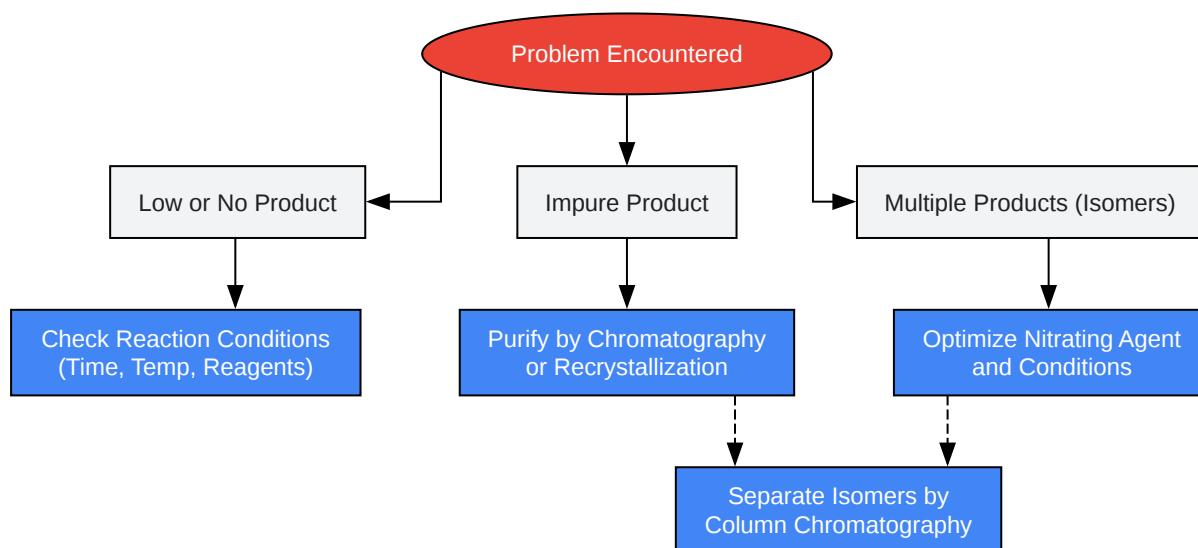 Problem Encountered
Low or No Product
Impure Product
Multiple Products (Isomers)
Check Reaction Conditions
(Time, Temp, Reagents)
Purify by Chromatography
or Recrystallization
Optimize Nitrating Agent
and Conditions
Separate Isomers by
Column Chromatography